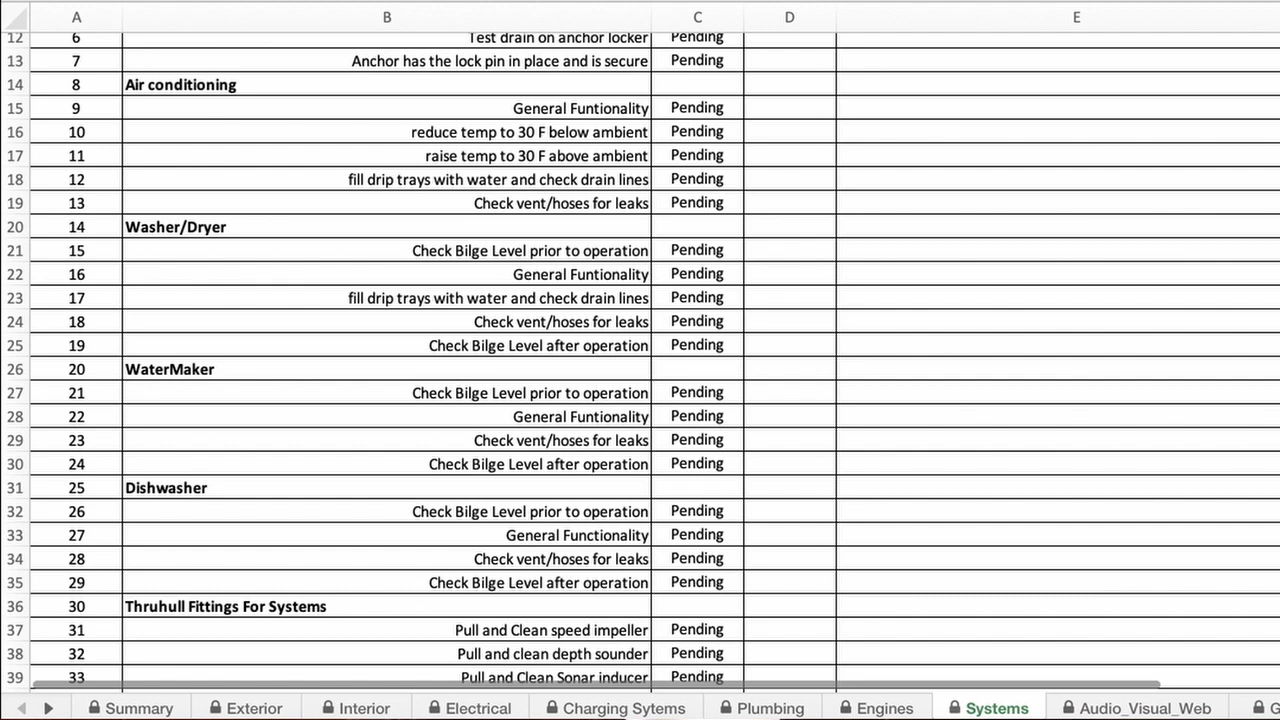 A B C D E
12 6 Test drain on anchor locker Pending
13 7 Anchor has the lock pin in place and is secure Pending
14 8 Air conditioning
15 9 General Funtionality Pending
16 10 reduce temp to 30 F below ambient Pending
17 11 raise temp to 30 F above ambient Pending
18 12 fill drip trays with water and check drain lines Pending
19 13 Check vent/hoses for leaks Pending
20 14 Washer/Dryer
21 15 Check Bilge Level prior to operation Pending
22 16 General Funtionality Pending
23 17 fill drip trays with water and check drain lines Pending
24 18 Check vent/hoses for leaks Pending
25 19 Check Bilge Level after operation Pending
26 20 WaterMaker
27 21 Check Bilge Level prior to operation Pending
28 22 General Funtionality Pending
29 23 Check vent/hoses for leaks Pending
30 24 Check Bilge Level after operation Pending
31 25 Dishwasher
32 26 Check Bilge Level prior to operation Pending
33 27 General Functionality Pending
34 28 Check vent/hoses for leaks Pending
35 29 Check Bilge Level after operation Pending
36 30 Thruhull Fittings For Systems
37 31 Pull and Clean speed impeller Pending
38 32 Pull and clean depth sounder Pending
39 33 Pull and Clean Sonar inducer Pending
Summary Exterior Interior Electrical Charging Sytems Plumbing Engines Systems Audio_Visual_Web G